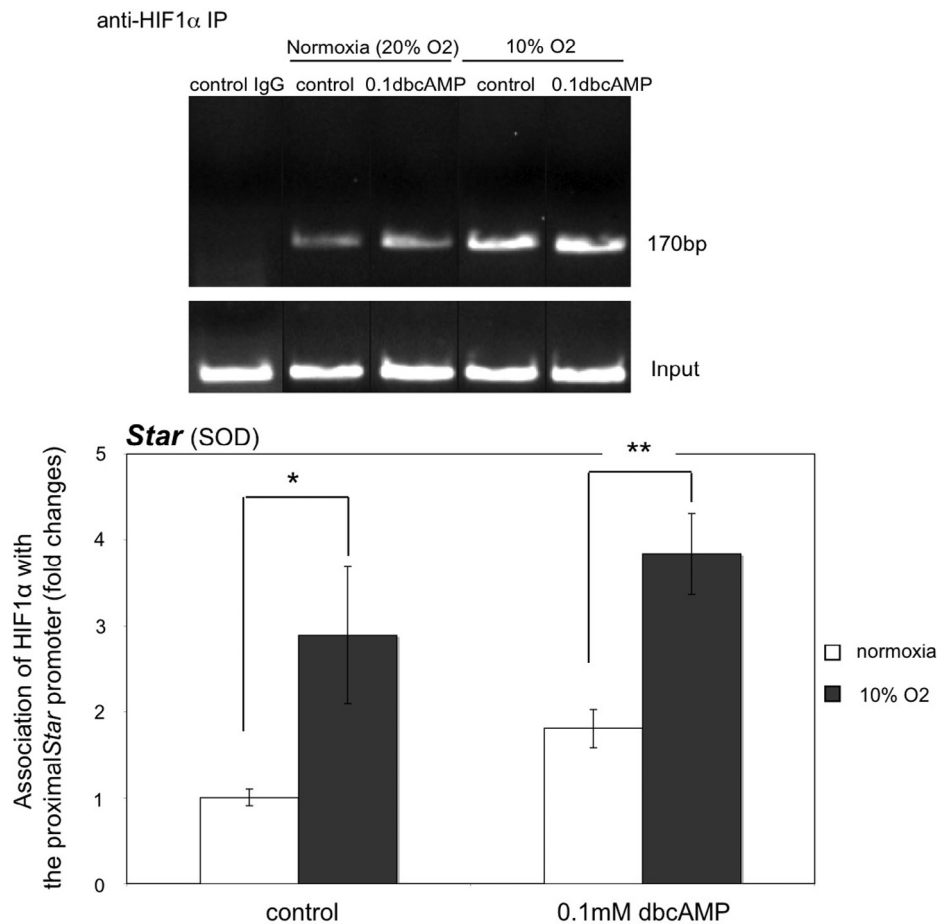 anti-HIF1α IP
Normoxia (20% O2) 10% O2
control IgG control 0.1dbcAMP control 0.1dbcAMP
170bp
Input
Star (SOD)
Association of HIF1α with
the proximalStar promoter (fold changes)
5
4
3
2
1
0
*
**
normoxia
10% O2
control 0.1mM dbcAMP